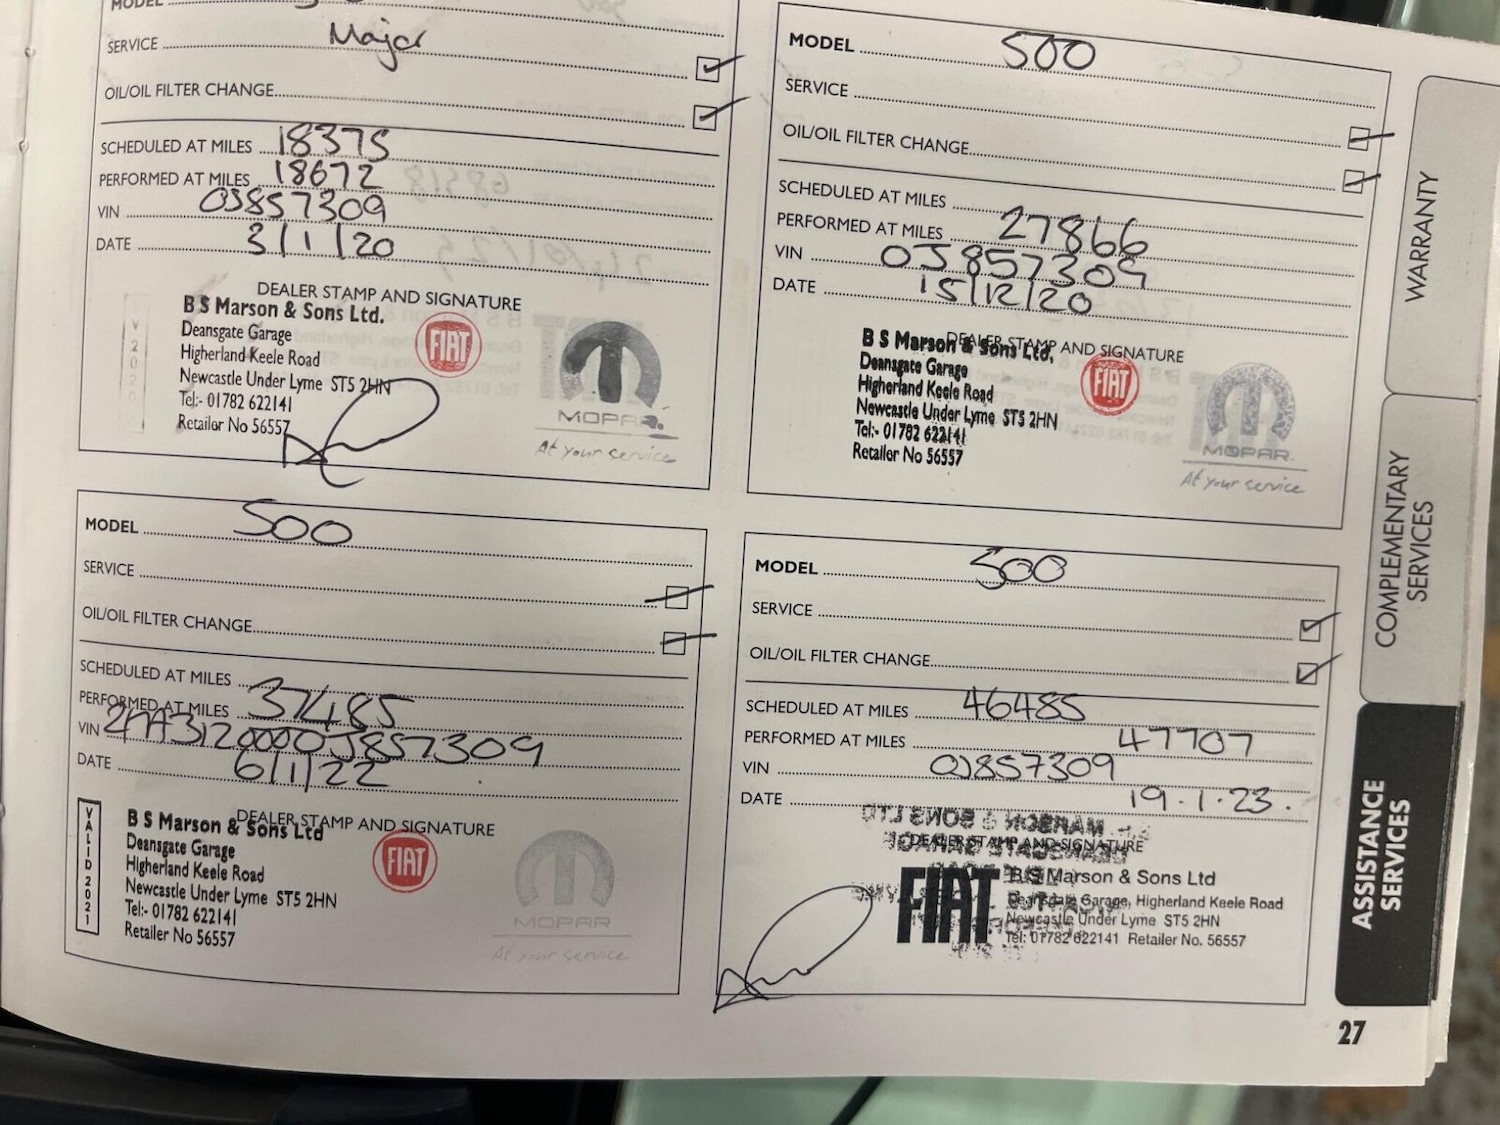 MODEL
SERVICE Major
OIL/OIL FILTER CHANGE
SCHEDULED AT MILES 18375
PERFORMED AT MILES 18672
VIN 0J857309
DATE 3/1/20
DEALER STAMP AND SIGNATURE
B S Marson & Sons Ltd.
Deansgate Garage
Higherland Keele Road
Newcastle Under Lyme ST5 2HN
Tel:- 01782 622141
Retailer No 56557
FIAT
MOPAR
At your service
MODEL 500
SERVICE
OIL/OIL FILTER CHANGE
SCHEDULED AT MILES
PERFORMED AT MILES 27866
VIN 0J857309
DATE 15/12/20
DEALER STAMP AND SIGNATURE
B S Marson & Sons Ltd.
Deansgate Garage
Higherland Keele Road
Newcastle Under Lyme ST5 2HN
Tel:- 01782 622141
Retailer No 56557
FIAT
MOPAR
At your service
MODEL 500
SERVICE
OIL/OIL FILTER CHANGE
SCHEDULED AT MILES
PERFORMED AT MILES 37485
VIN 0000J857309
DATE 6/1/22
DEALER STAMP AND SIGNATURE
VALID 2021
B S Marson & Sons Ltd
Deansgate Garage
Higherland Keele Road
Newcastle Under Lyme ST5 2HN
Tel:- 01782 622141
Retailer No 56557
FIAT
MOPAR
At your service
MODEL 500
SERVICE
OIL/OIL FILTER CHANGE
SCHEDULED AT MILES 46485
PERFORMED AT MILES 47707
VIN 0J857309
DATE 19.1.23.
DEALER STAMP AND SIGNATURE
FIAT
B S Marson & Sons Ltd
Deansgate Garage, Higherland Keele Road
Newcastle Under Lyme ST5 2HN
Tel: 01782 622141 Retailer No. 56557
WARRANTY
COMPLEMENTARY
SERVICES
ASSISTANCE
SERVICES
27